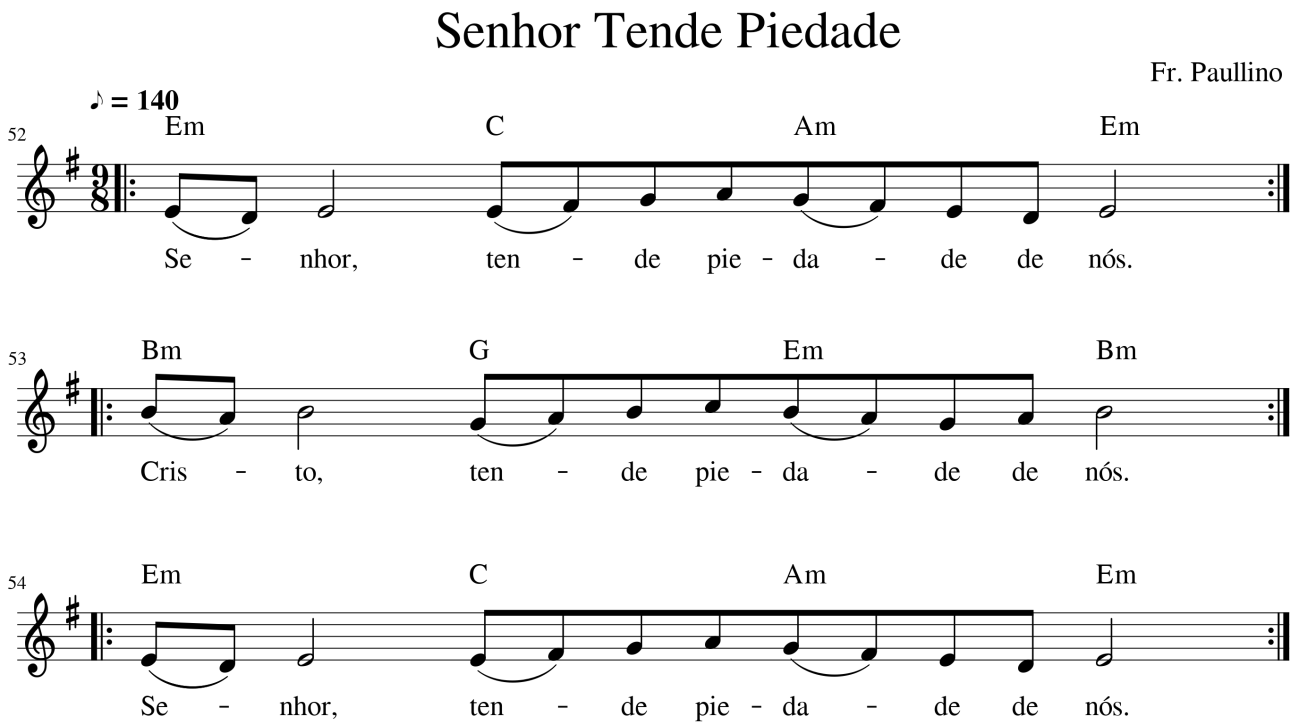 Senhor Tende Piedade
Fr. Paullino
♪ = 140
Em C Am Em
52
9
8
Se - nhor, ten - de pie - da - de de nós.
Bm G Em Bm
53
Cris - to, ten - de pie - da - de de nós.
Em C Am Em
54
Se - nhor, ten - de pie - da - de de nós.